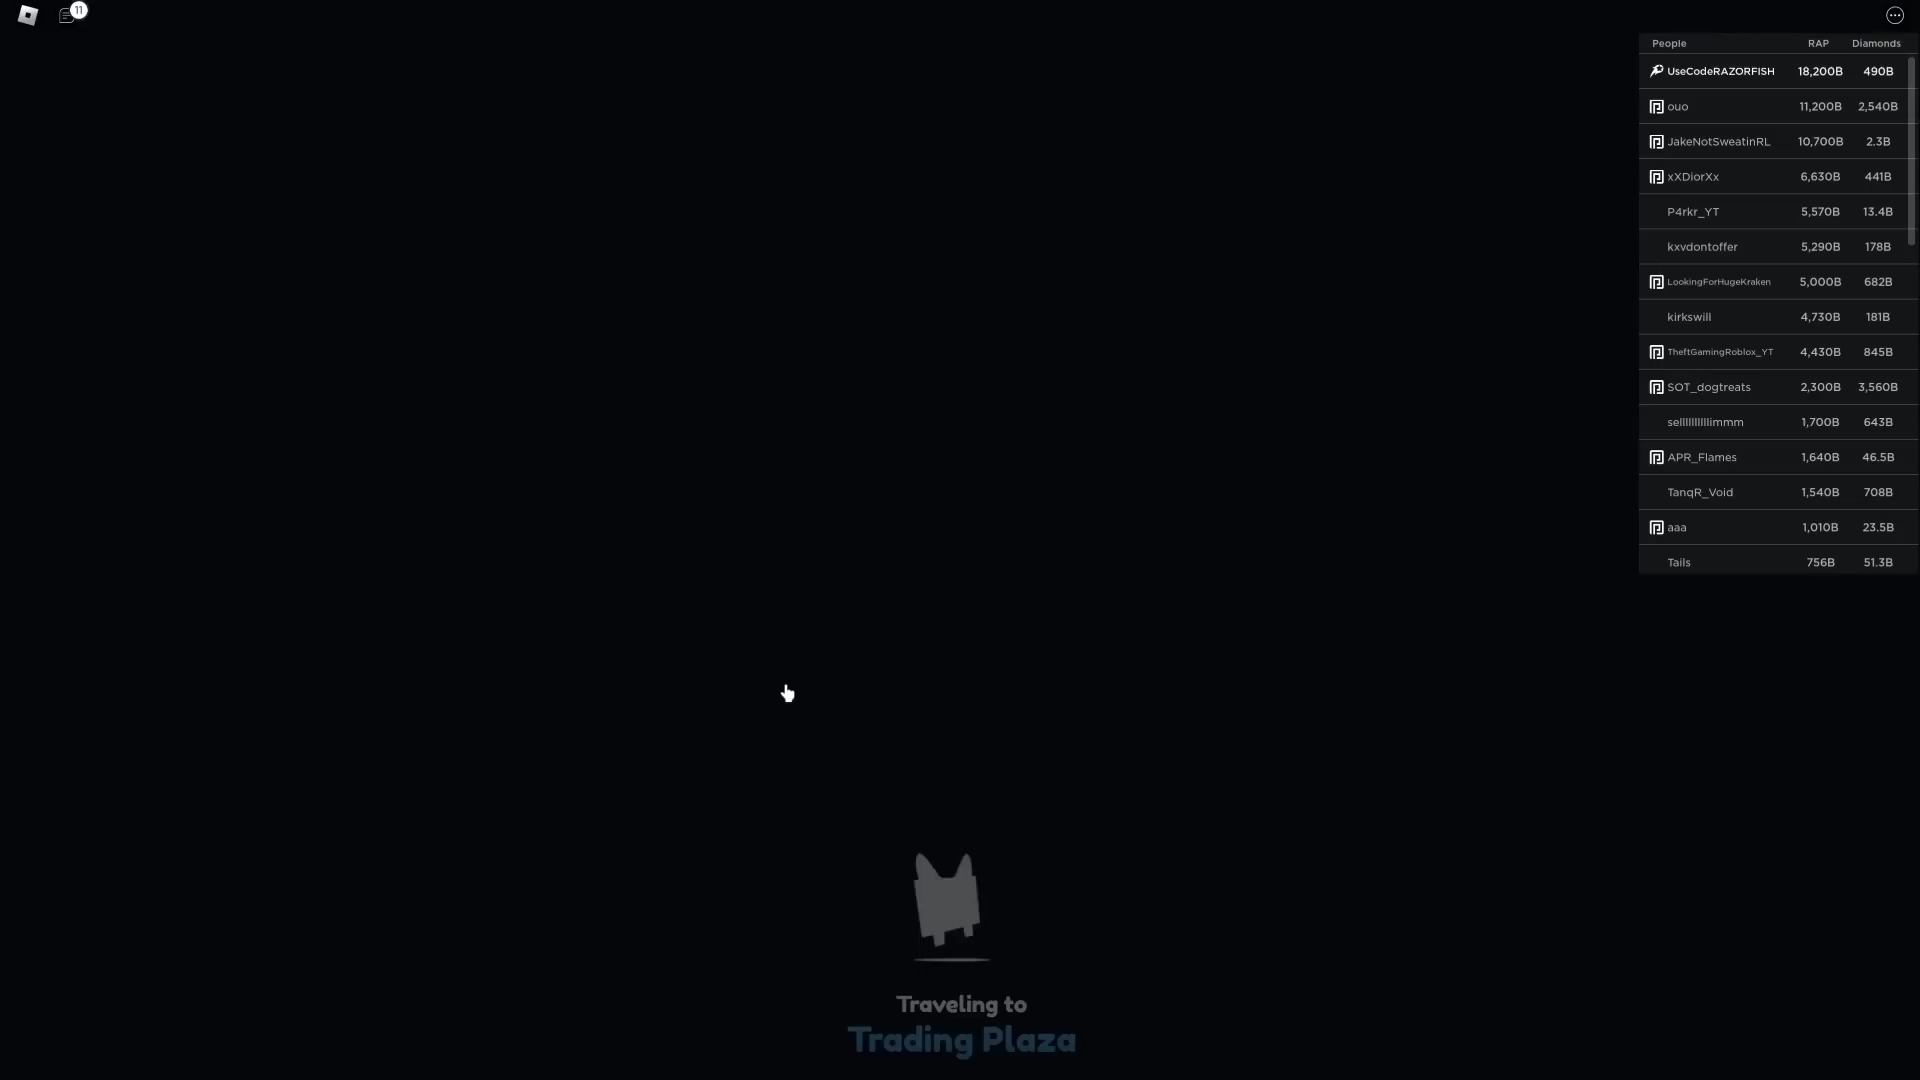 11
People RAP Diamonds
UseCodeRAZORFISH 18,200B 490B
ouo 11,200B 2,540B
JakeNotSweatinRL 10,700B 2.3B
xXDiorXx 6,630B 441B
P4rkr_YT 5,570B 13.4B
kxvdontoffer 5,290B 178B
LookingForHugeKraken 5,000B 682B
kirkswill 4,730B 181B
TheftGamingRoblox_YT 4,430B 845B
SOT_dogtreats 2,300B 3,560B
1,700B 643B
APR_Flames 1,640B 46.5B
TanqR_Void 1,540B 708B
aaa 1,010B 23.5B
Tails 756B 51.3B
Traveling to
Trading Plaza